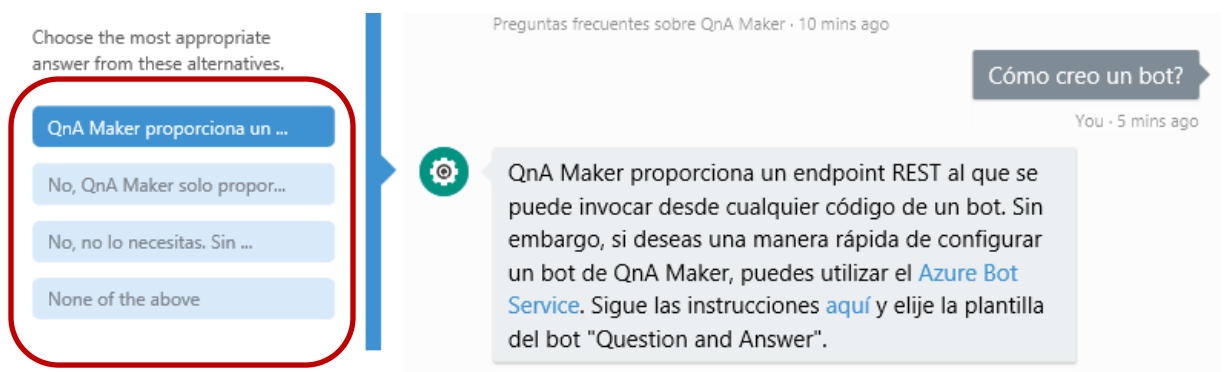 Choose the most appropriate
answer from these alternatives.
QnA Maker proporciona un ...
No, QnA Maker solo propor...
No, no lo necesitas. Sin ...
None of the above
Preguntas frecuentes sobre QnA Maker · 10 mins ago
Cómo creo un bot?
You · 5 mins ago
QnA Maker proporciona un endpoint REST al que se
puede invocar desde cualquier código de un bot. Sin
embargo, si deseas una manera rápida de configurar
un bot de QnA Maker, puedes utilizar el Azure Bot
Service. Sigue las instrucciones aquí y elije la plantilla
del bot "Question and Answer".